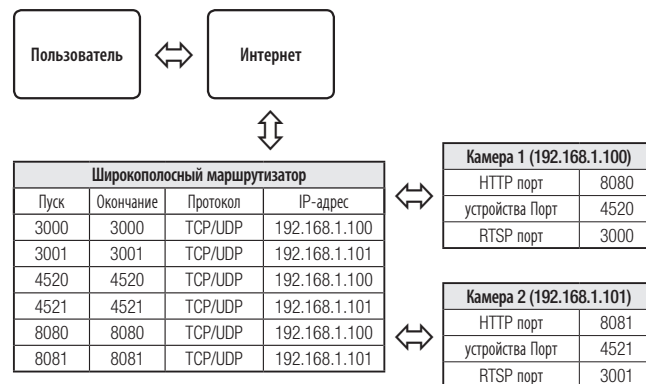 Пользователь
Интернет
Широкополосный маршрутизатор
Пуск Окончание Протокол IP-адрес
3000 3000 TCP/UDP 192.168.1.100
3001 3001 TCP/UDP 192.168.1.101
4520 4520 TCP/UDP 192.168.1.100
4521 4521 TCP/UDP 192.168.1.101
8080 8080 TCP/UDP 192.168.1.100
8081 8081 TCP/UDP 192.168.1.101
Камера 1 (192.168.1.100)
HTTP порт 8080
устройства Порт 4520
RTSP порт 3000
Камера 2 (192.168.1.101)
HTTP порт 8081
устройства Порт 4521
RTSP порт 3001